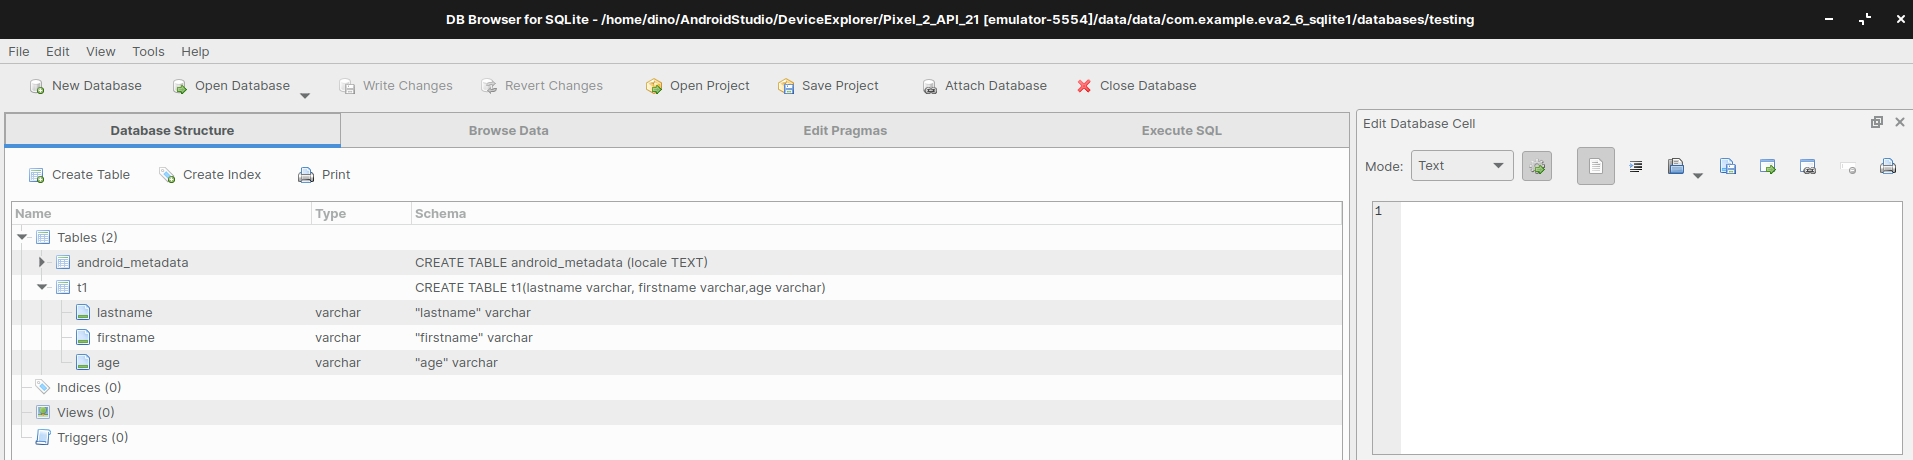 DB Browser for SQLite - /home/dino/AndroidStudio/DeviceExplorer/Pixel_2_API_21 [emulator-5554]/data/data/com.example.eva2_6_sqlite1/databases/testing
File Edit View Tools Help
New Database Open Database Write Changes Revert Changes Open Project Save Project Attach Database Close Database
Database Structure Browse Data Edit Pragmas Execute SQL
Create Table Create Index Print
Name Type Schema
Tables (2)
android_metadata CREATE TABLE android_metadata (locale TEXT)
t1 CREATE TABLE t1(lastname varchar, firstname varchar,age varchar)
lastname varchar "lastname" varchar
firstname varchar "firstname" varchar
age varchar "age" varchar
Indices (0)
Views (0)
Triggers (0)
Edit Database Cell
Mode: Text
1